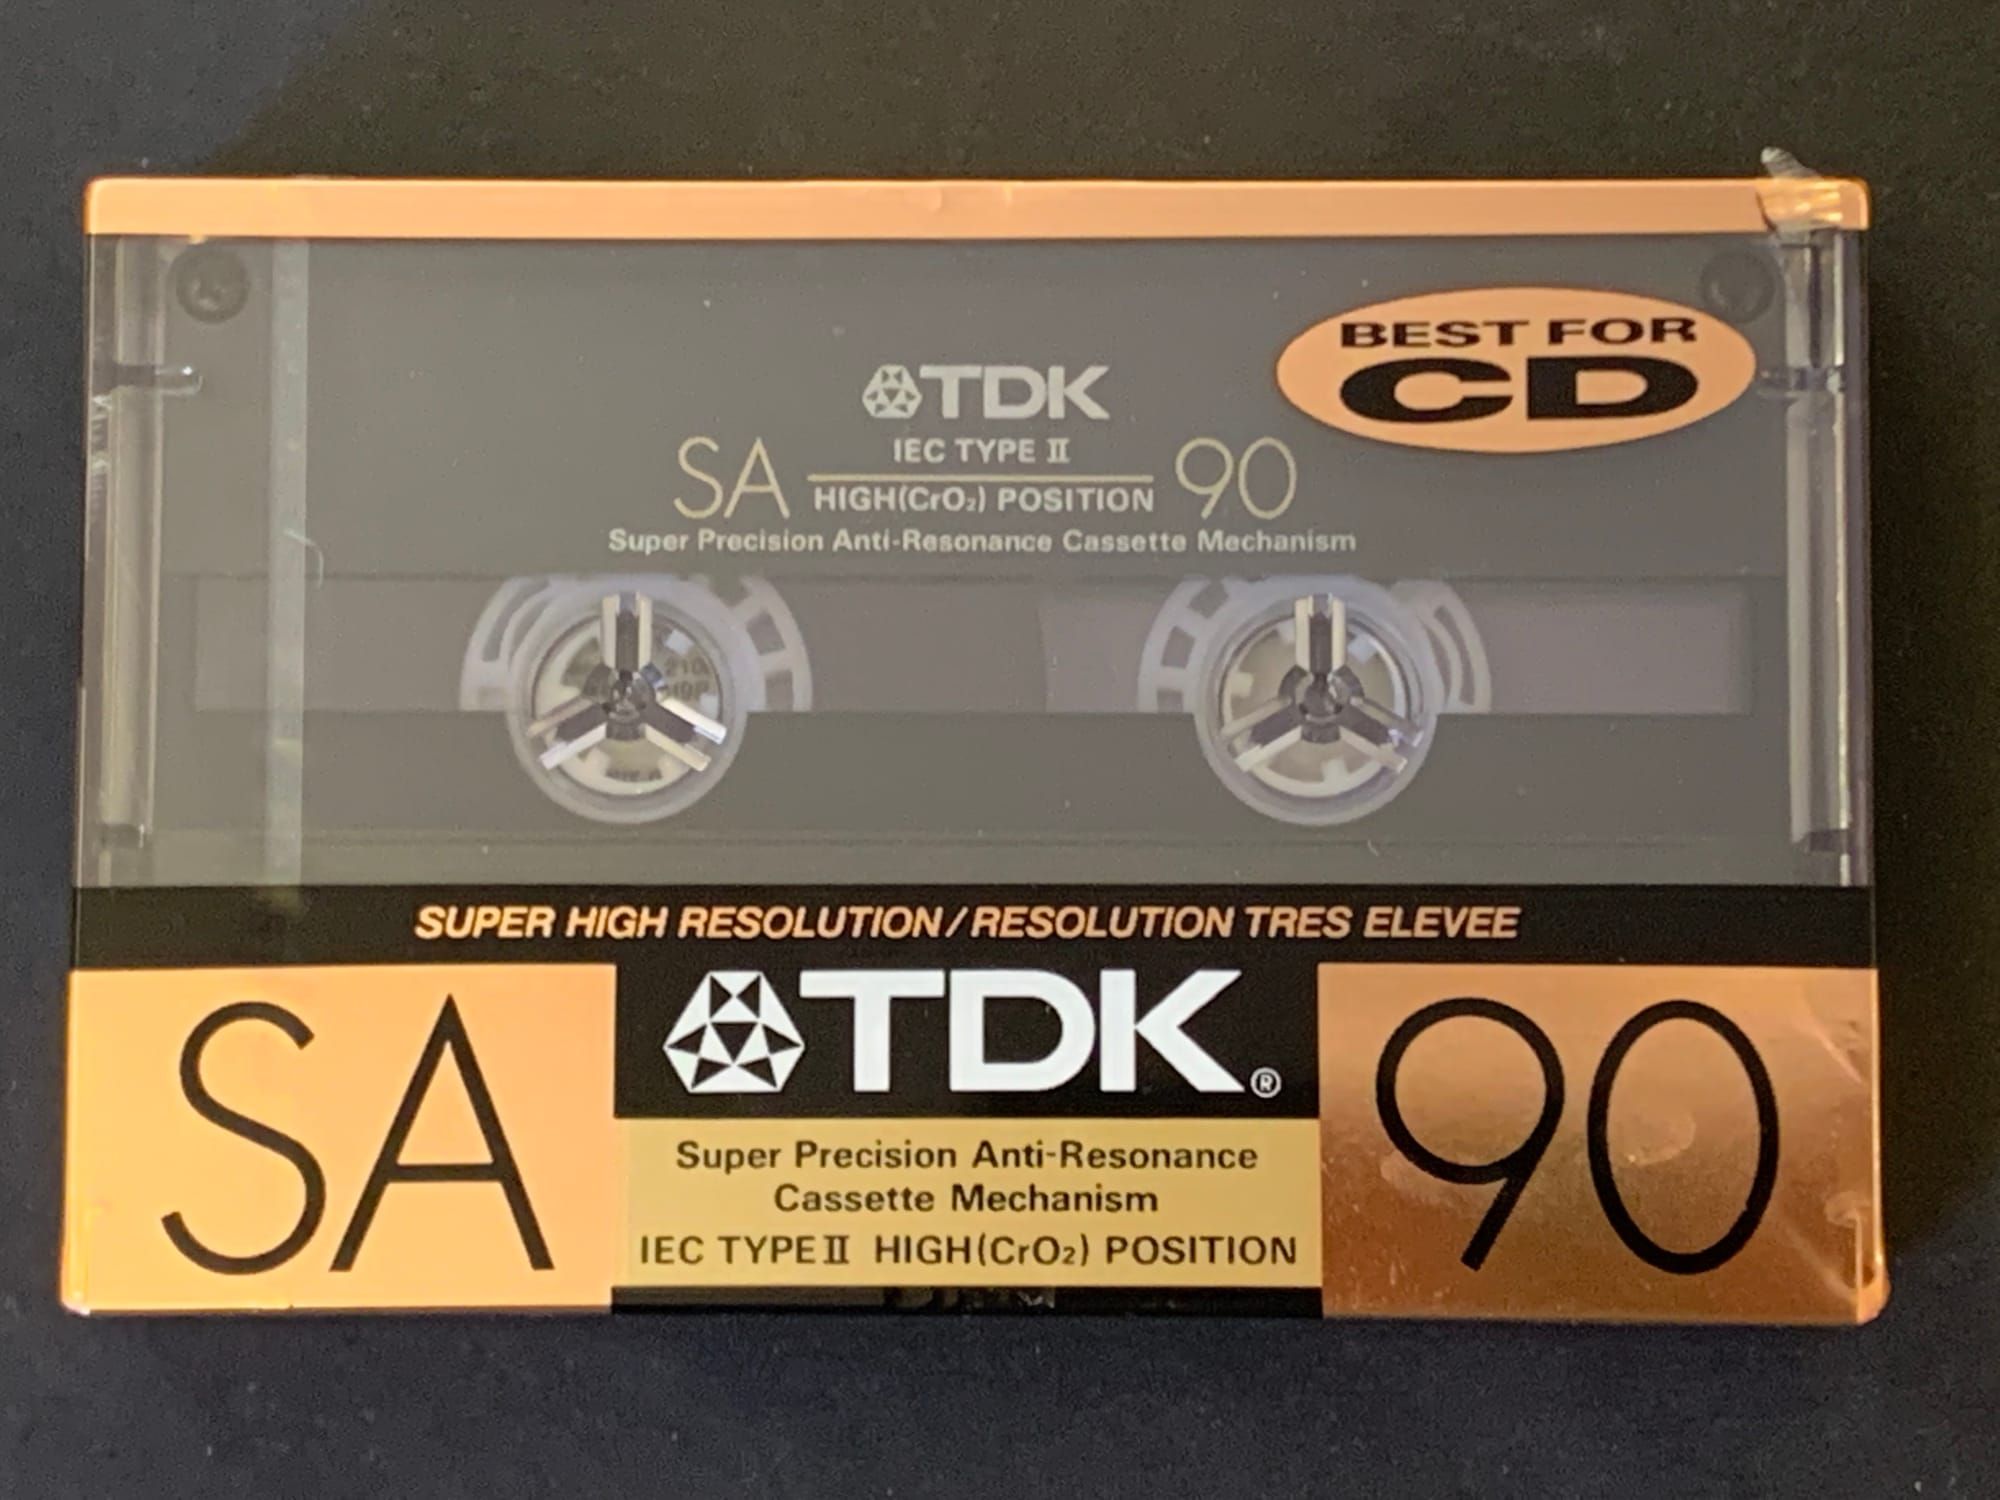 BEST FOR
CD
TDK
SA IEC TYPE II 90
HIGH(CrO₂) POSITION
Super Precision Anti-Resonance Cassette Mechanism
SUPER HIGH RESOLUTION/RESOLUTION TRES ELEVEE
SA TDK® 90
Super Precision Anti-Resonance
Cassette Mechanism
IEC TYPE II HIGH(CrO₂) POSITION